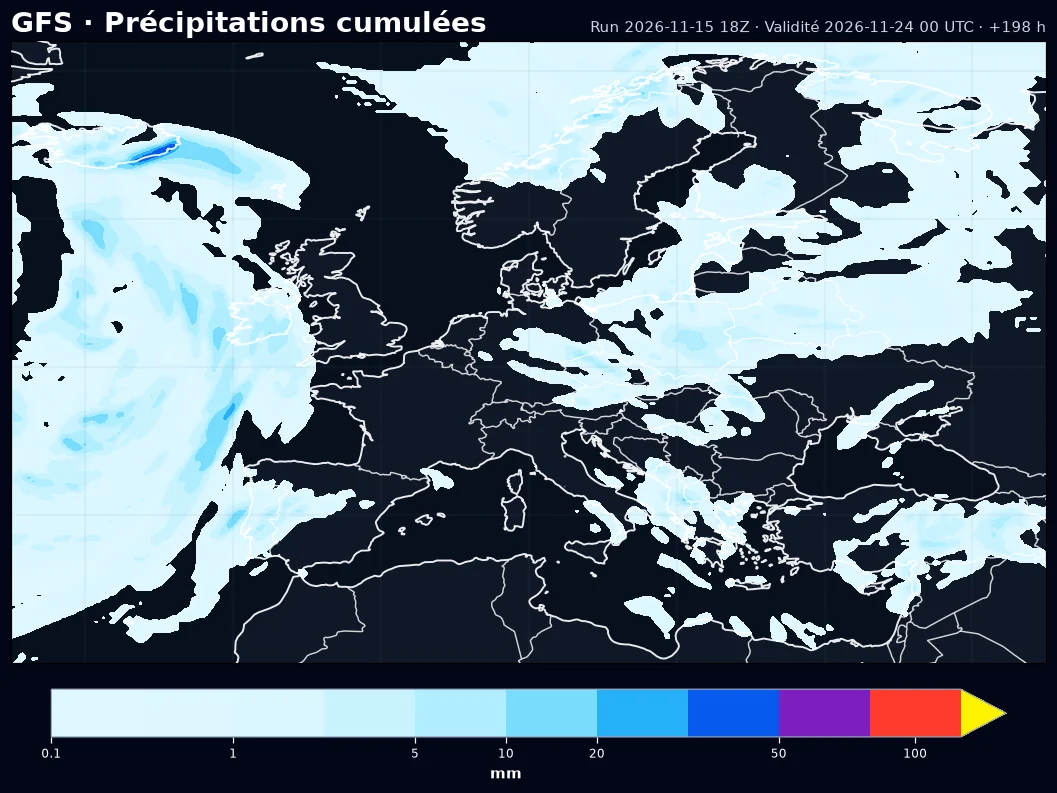 GFS · Précipitations cumulées
Run 2026-11-15 18Z · Validité 2026-11-24 00 UTC · +198 h
0.1 1 5 10 20 50 100
mm